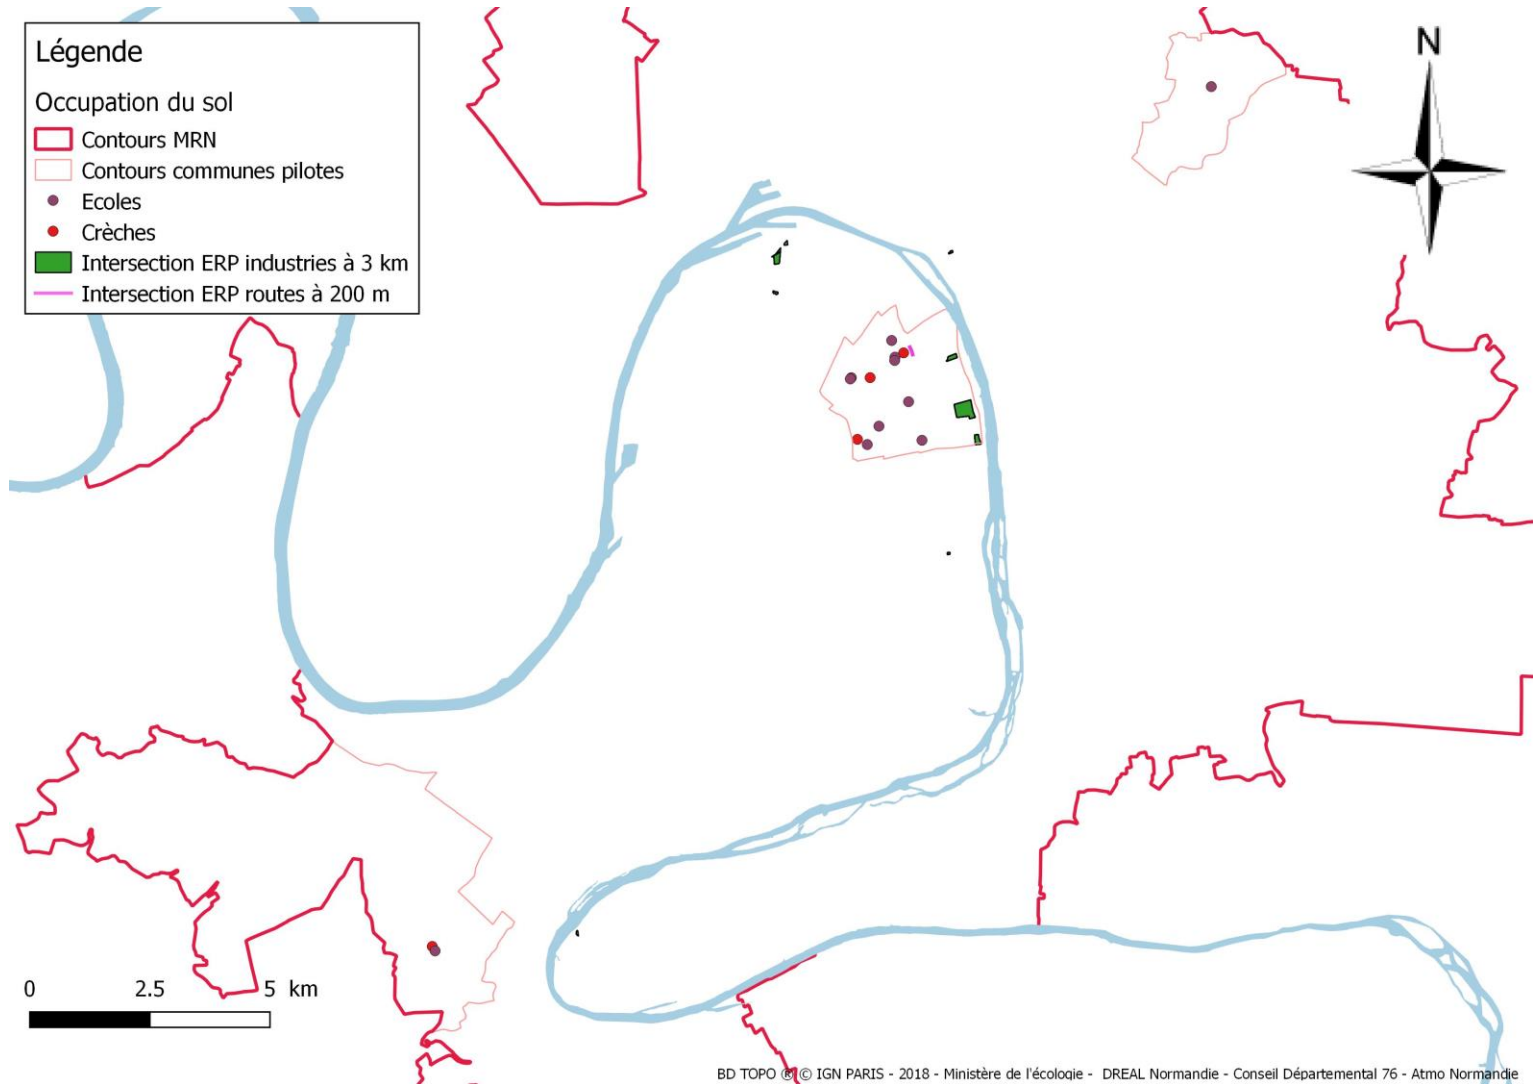 Légende
N
Occupation du sol
Contours MRN
Contours communes pilotes
Ecoles
Crèches
Intersection ERP industries à 3 km
Intersection ERP routes à 200 m
0 2.5 5 km
BD TOPO ® © IGN PARIS - 2018 - Ministère de l'écologie - DREAL Normandie - Conseil Départemental 76 - Atmo Normandie